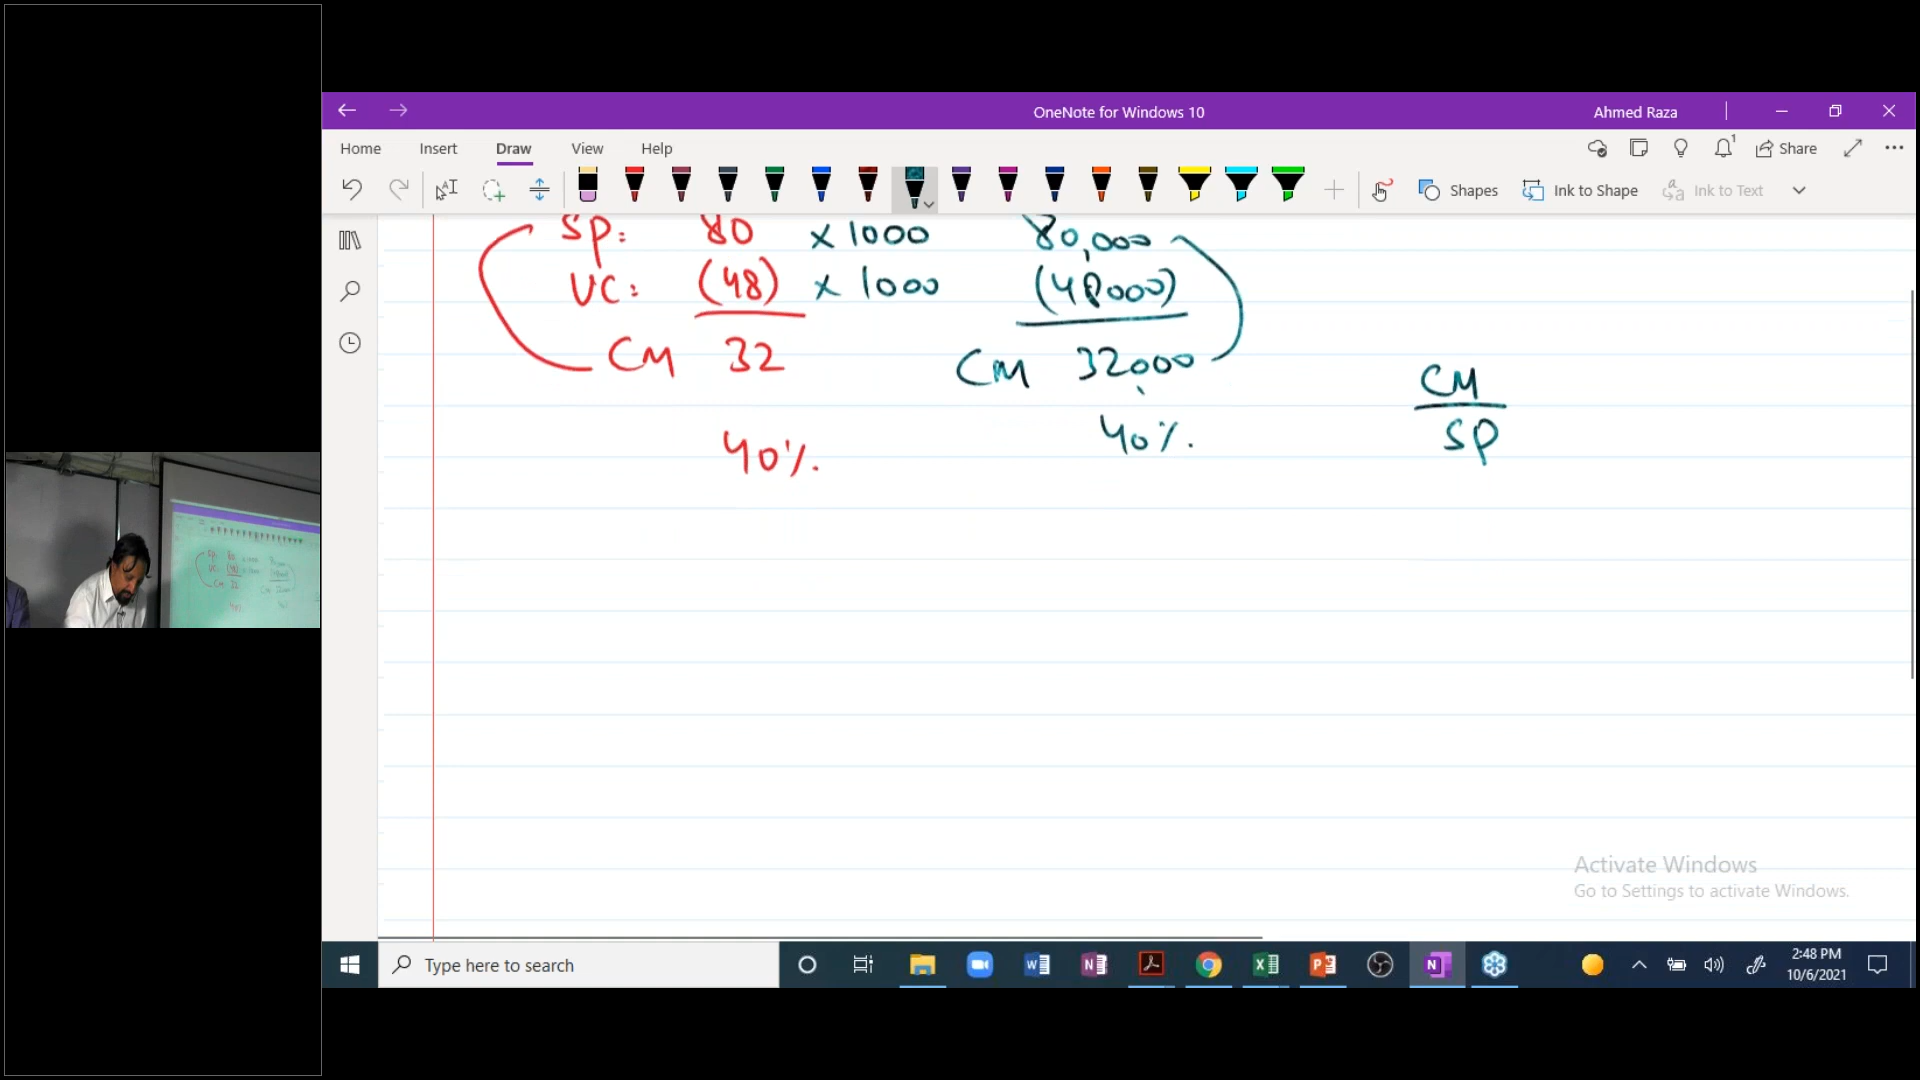 OneNote for Windows 10
Ahmed Raza
Home Insert Draw View Help
Share
Shapes
Ink to Shape
Ink to Text
SP: 80 x 1000 80,000
VC: (48) x 1000 (48000)
CM 32 CM 32000
40% 40%
CM
SP
Activate Windows
Go to Settings to activate Windows.
Type here to search
2:48 PM
10/6/2021